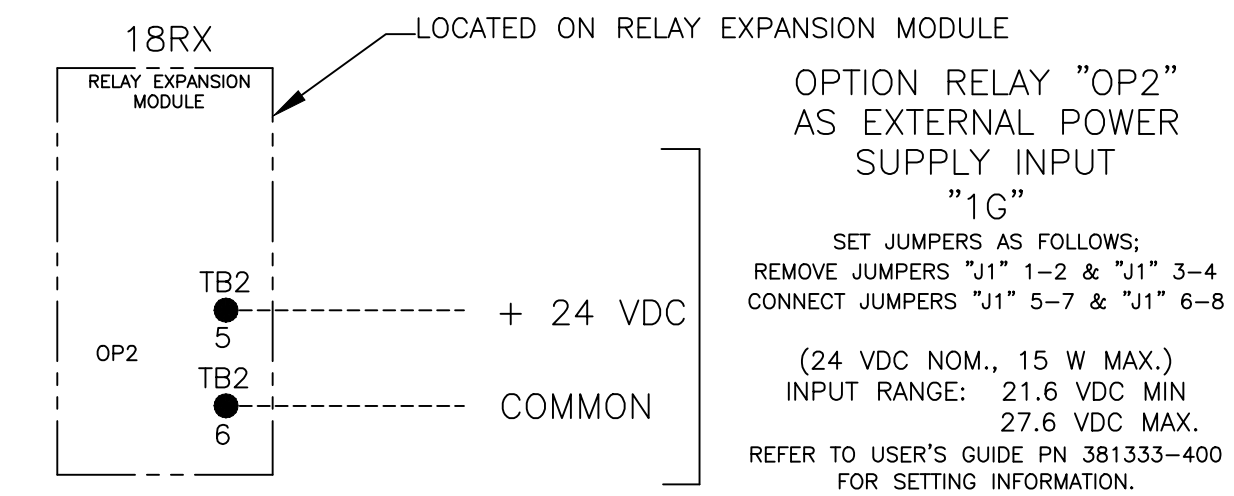 18RX
LOCATED ON RELAY EXPANSION MODULE
RELAY EXPANSION
MODULE
TB2
5
OP2
TB2
6
+ 24 VDC
COMMON
OPTION RELAY "OP2"
AS EXTERNAL POWER
SUPPLY INPUT
"1G"
SET JUMPERS AS FOLLOWS;
REMOVE JUMPERS "J1" 1-2 & "J1" 3-4
CONNECT JUMPERS "J1" 5-7 & "J1" 6-8
(24 VDC NOM., 15 W MAX.)
INPUT RANGE: 21.6 VDC MIN
27.6 VDC MAX.
REFER TO USER'S GUIDE PN 381333-400
FOR SETTING INFORMATION.